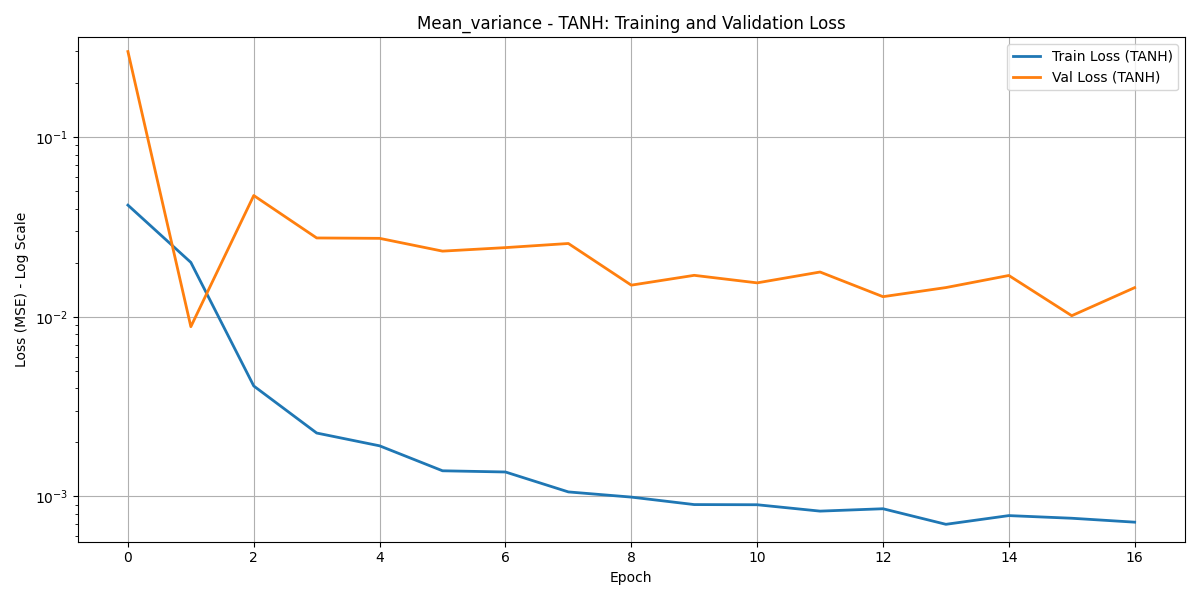 Mean_variance - TANH: Training and Validation Loss
Train Loss (TANH)
Val Loss (TANH)
Loss (MSE) - Log Scale
10⁻¹
10⁻²
10⁻³
0 2 4 6 8 10 12 14 16
Epoch